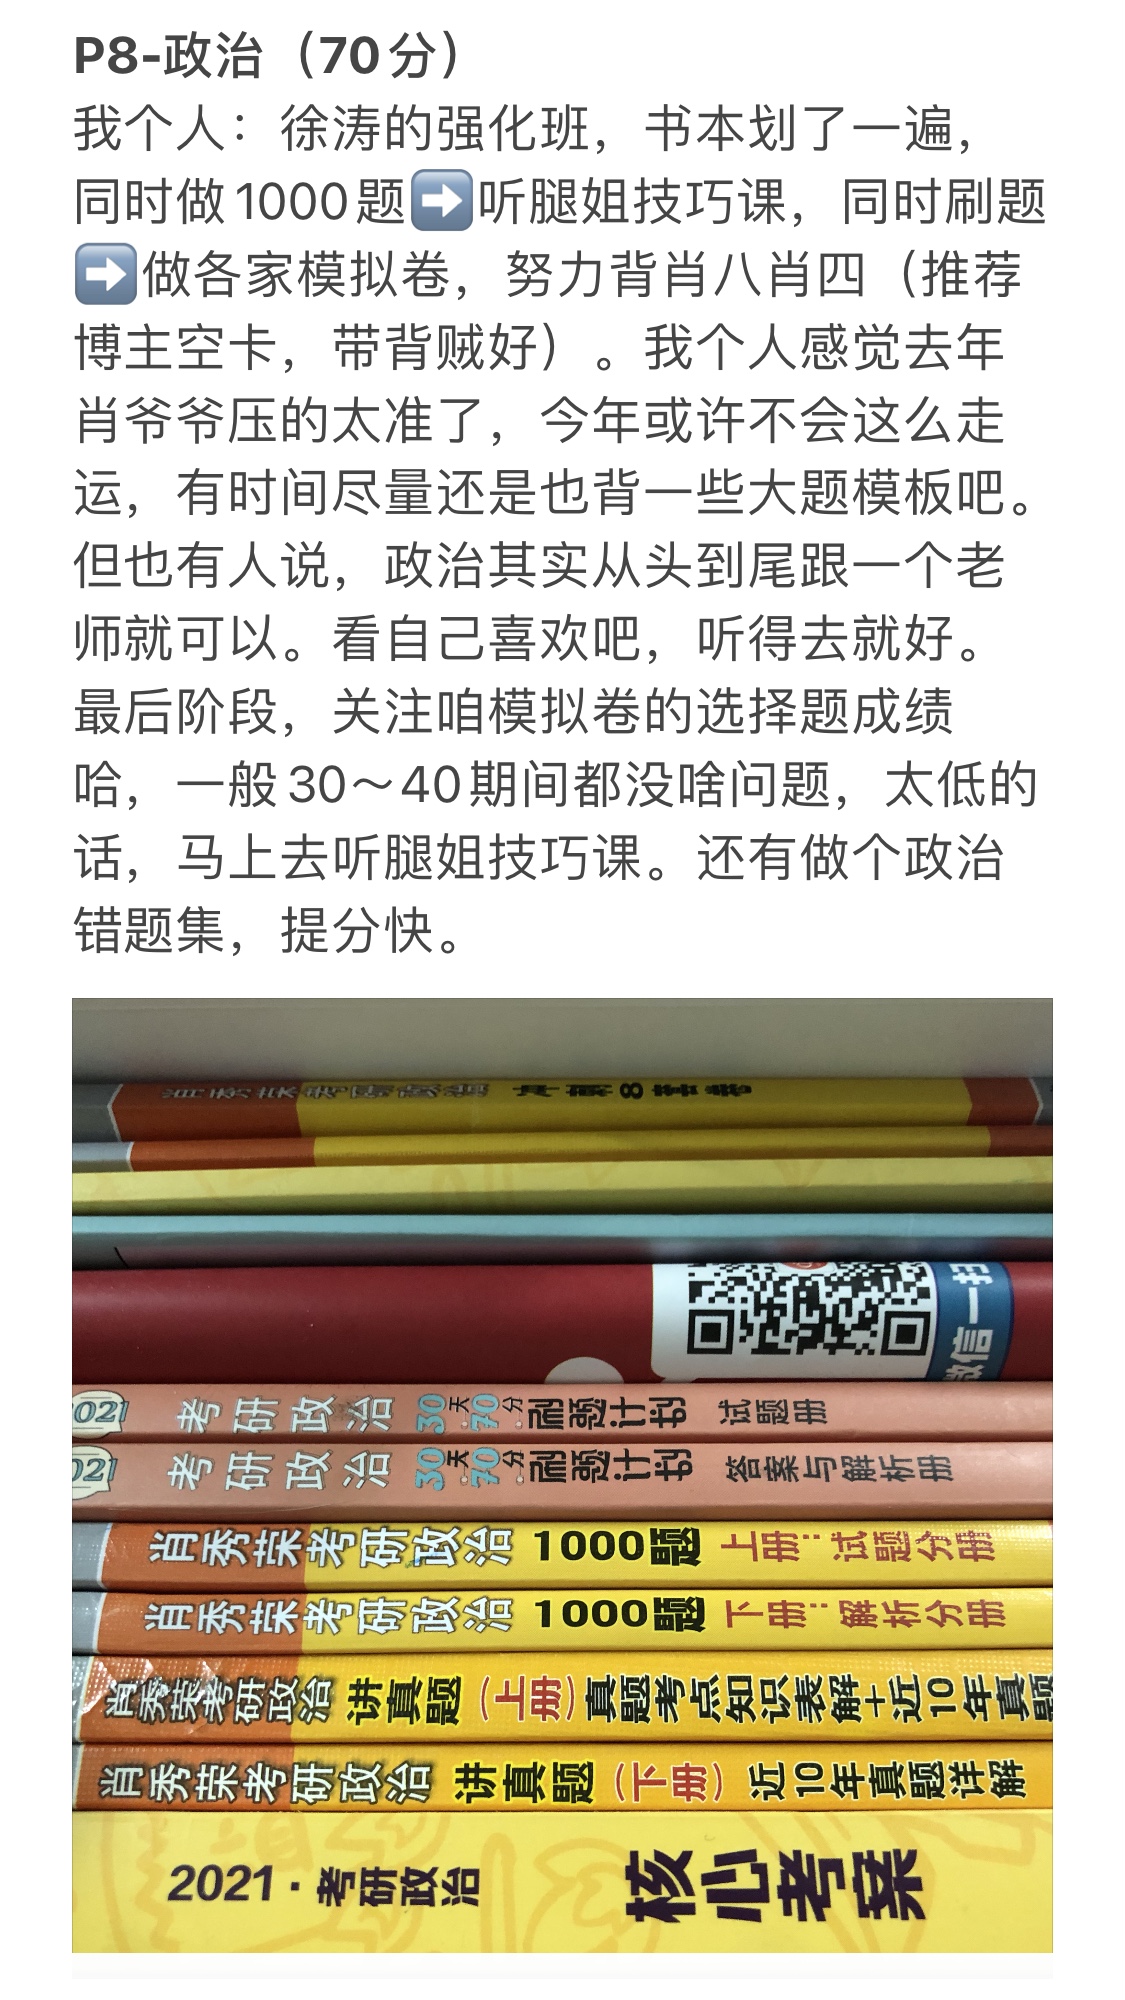 P8-政治（70分）
我个人：徐涛的强化班，书本划了一遍，
同时做1000题➡️听腿姐技巧课，同时刷题
➡️做各家模拟卷，努力背肖八肖四（推荐
博主空卡，带背贼好）。我个人感觉去年
肖爷爷压的太准了，今年或许不会这么走
运，有时间尽量还是也背一些大题模板吧。
但也有人说，政治其实从头到尾跟一个老
师就可以。看自己喜欢吧，听得去就好。
最后阶段，关注咱模拟卷的选择题成绩
哈，一般30～40期间都没啥问题，太低的
话，马上去听腿姐技巧课。还有做个政治
错题集，提分快。
肖秀荣考研政治
微信一扫
021 考研政治 30天70分刷题计划 试题册
021 考研政治 30天70分刷题计划 答案与解析册
肖秀荣考研政治 1000题 上册：试题分册
肖秀荣考研政治 1000题 下册：解析分册
肖秀荣考研政治 讲真题（上册）真题考点知识表解+近10年真题
肖秀荣考研政治 讲真题（下册）近10年真题详解
2021·考研政治 核心考案